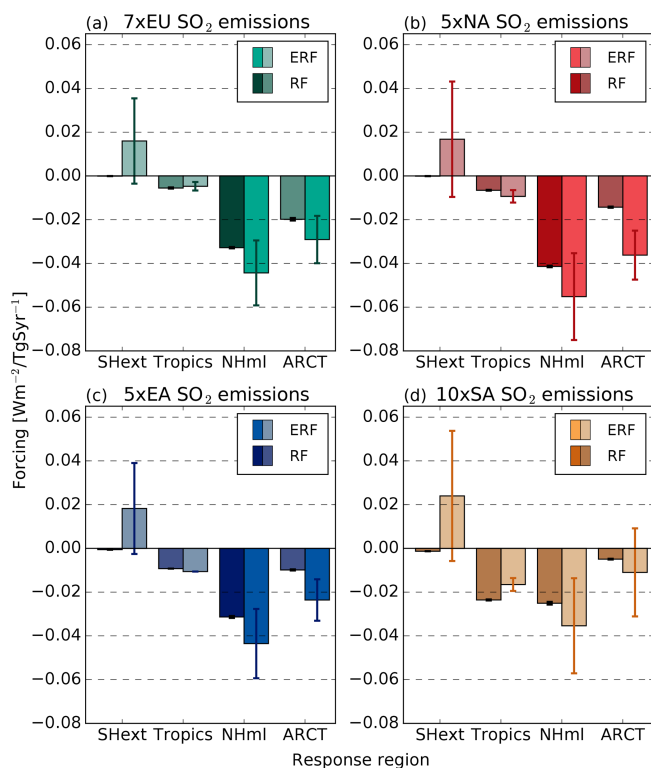 (a) 7xEU SO₂ emissions
ERF
RF
0.06
0.04
0.02
0.00
−0.02
−0.04
−0.06
−0.08
SHext Tropics NHml ARCT
(b) 5xNA SO₂ emissions
ERF
RF
0.06
0.04
0.02
0.00
−0.02
−0.04
−0.06
−0.08
SHext Tropics NHml ARCT
Forcing [Wm⁻²/TgSyr⁻¹]
(c) 5xEA SO₂ emissions
ERF
RF
0.06
0.04
0.02
0.00
−0.02
−0.04
−0.06
−0.08
SHext Tropics NHml ARCT
(d) 10xSA SO₂ emissions
ERF
RF
0.06
0.04
0.02
0.00
−0.02
−0.04
−0.06
−0.08
SHext Tropics NHml ARCT
Response region